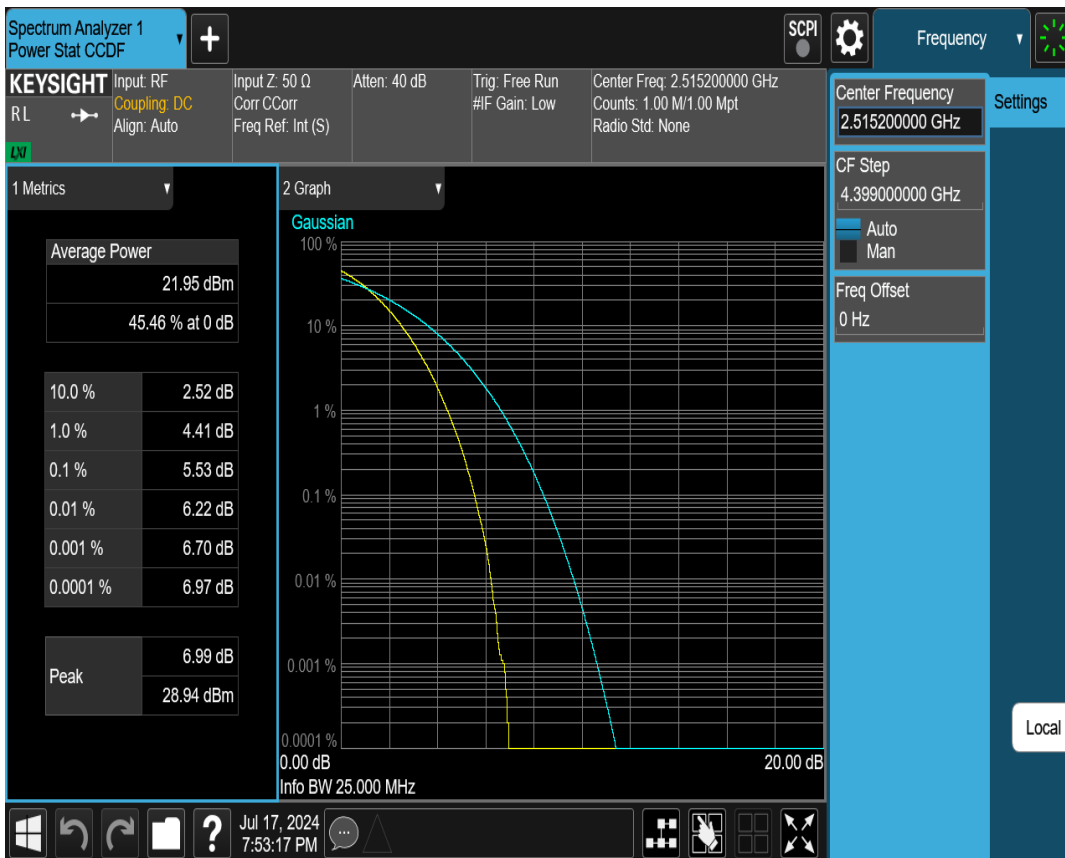 Spectrum Analyzer 1
Power Stat CCDF
+
SCPI
Frequency
KEYSIGHT
RL
LXI
Input: RF
Coupling: DC
Align: Auto
Input Z: 50 Ω
Corr CCorr
Freq Ref: Int (S)
Atten: 40 dB
Trig: Free Run
#IF Gain: Low
Center Freq: 2.515200000 GHz
Counts: 1.00 M/1.00 Mpt
Radio Std: None
Center Frequency
2.515200000 GHz
Settings
CF Step
4.399000000 GHz
Auto
Man
Freq Offset
0 Hz
1 Metrics
Average Power
21.95 dBm
45.46 % at 0 dB
10.0 % 2.52 dB
1.0 % 4.41 dB
0.1 % 5.53 dB
0.01 % 6.22 dB
0.001 % 6.70 dB
0.0001 % 6.97 dB
Peak
6.99 dB
28.94 dBm
2 Graph
Gaussian
100 %
10 %
1 %
0.1 %
0.01 %
0.001 %
0.0001 %
0.00 dB 20.00 dB
Info BW 25.000 MHz
Local
?
Jul 17, 2024
7:53:17 PM